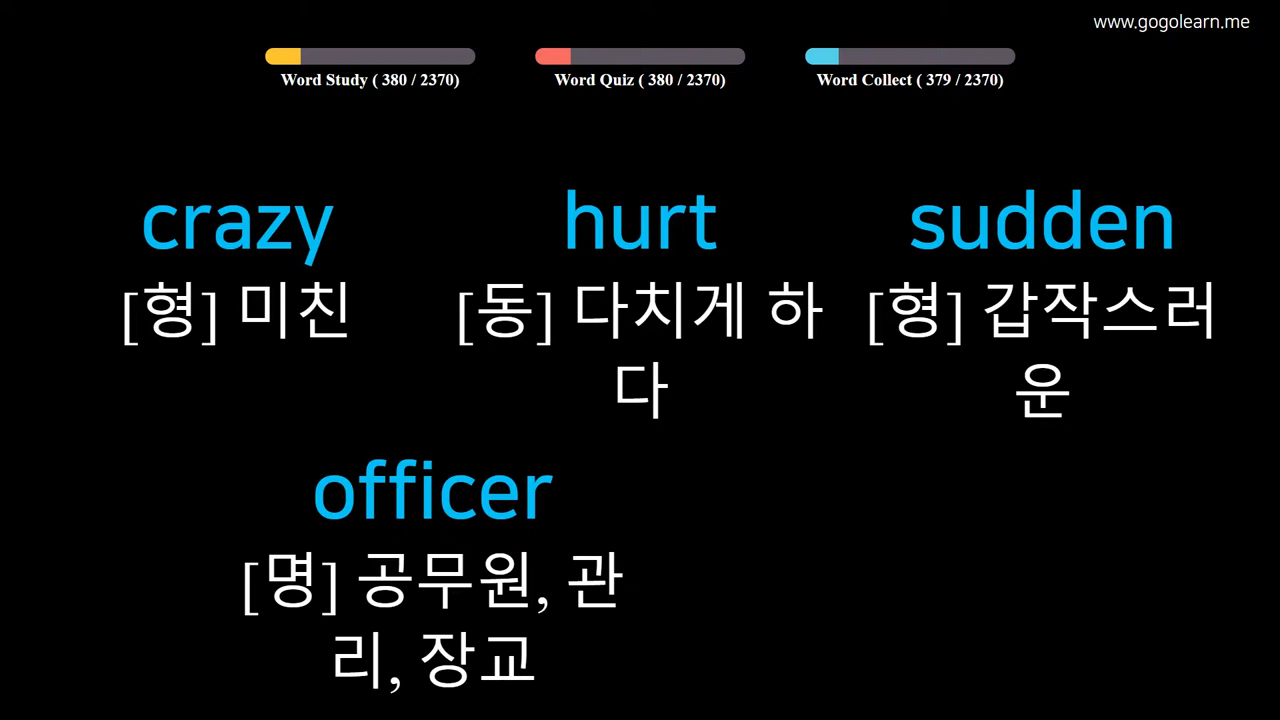 www.gogolearn.me
Word Study ( 380 / 2370)
Word Quiz ( 380 / 2370)
Word Collect ( 379 / 2370)
crazy
[형] 미친
hurt
[동] 다치게 하
다
sudden
[형] 갑작스러
운
officer
[명] 공무원, 관
리, 장교